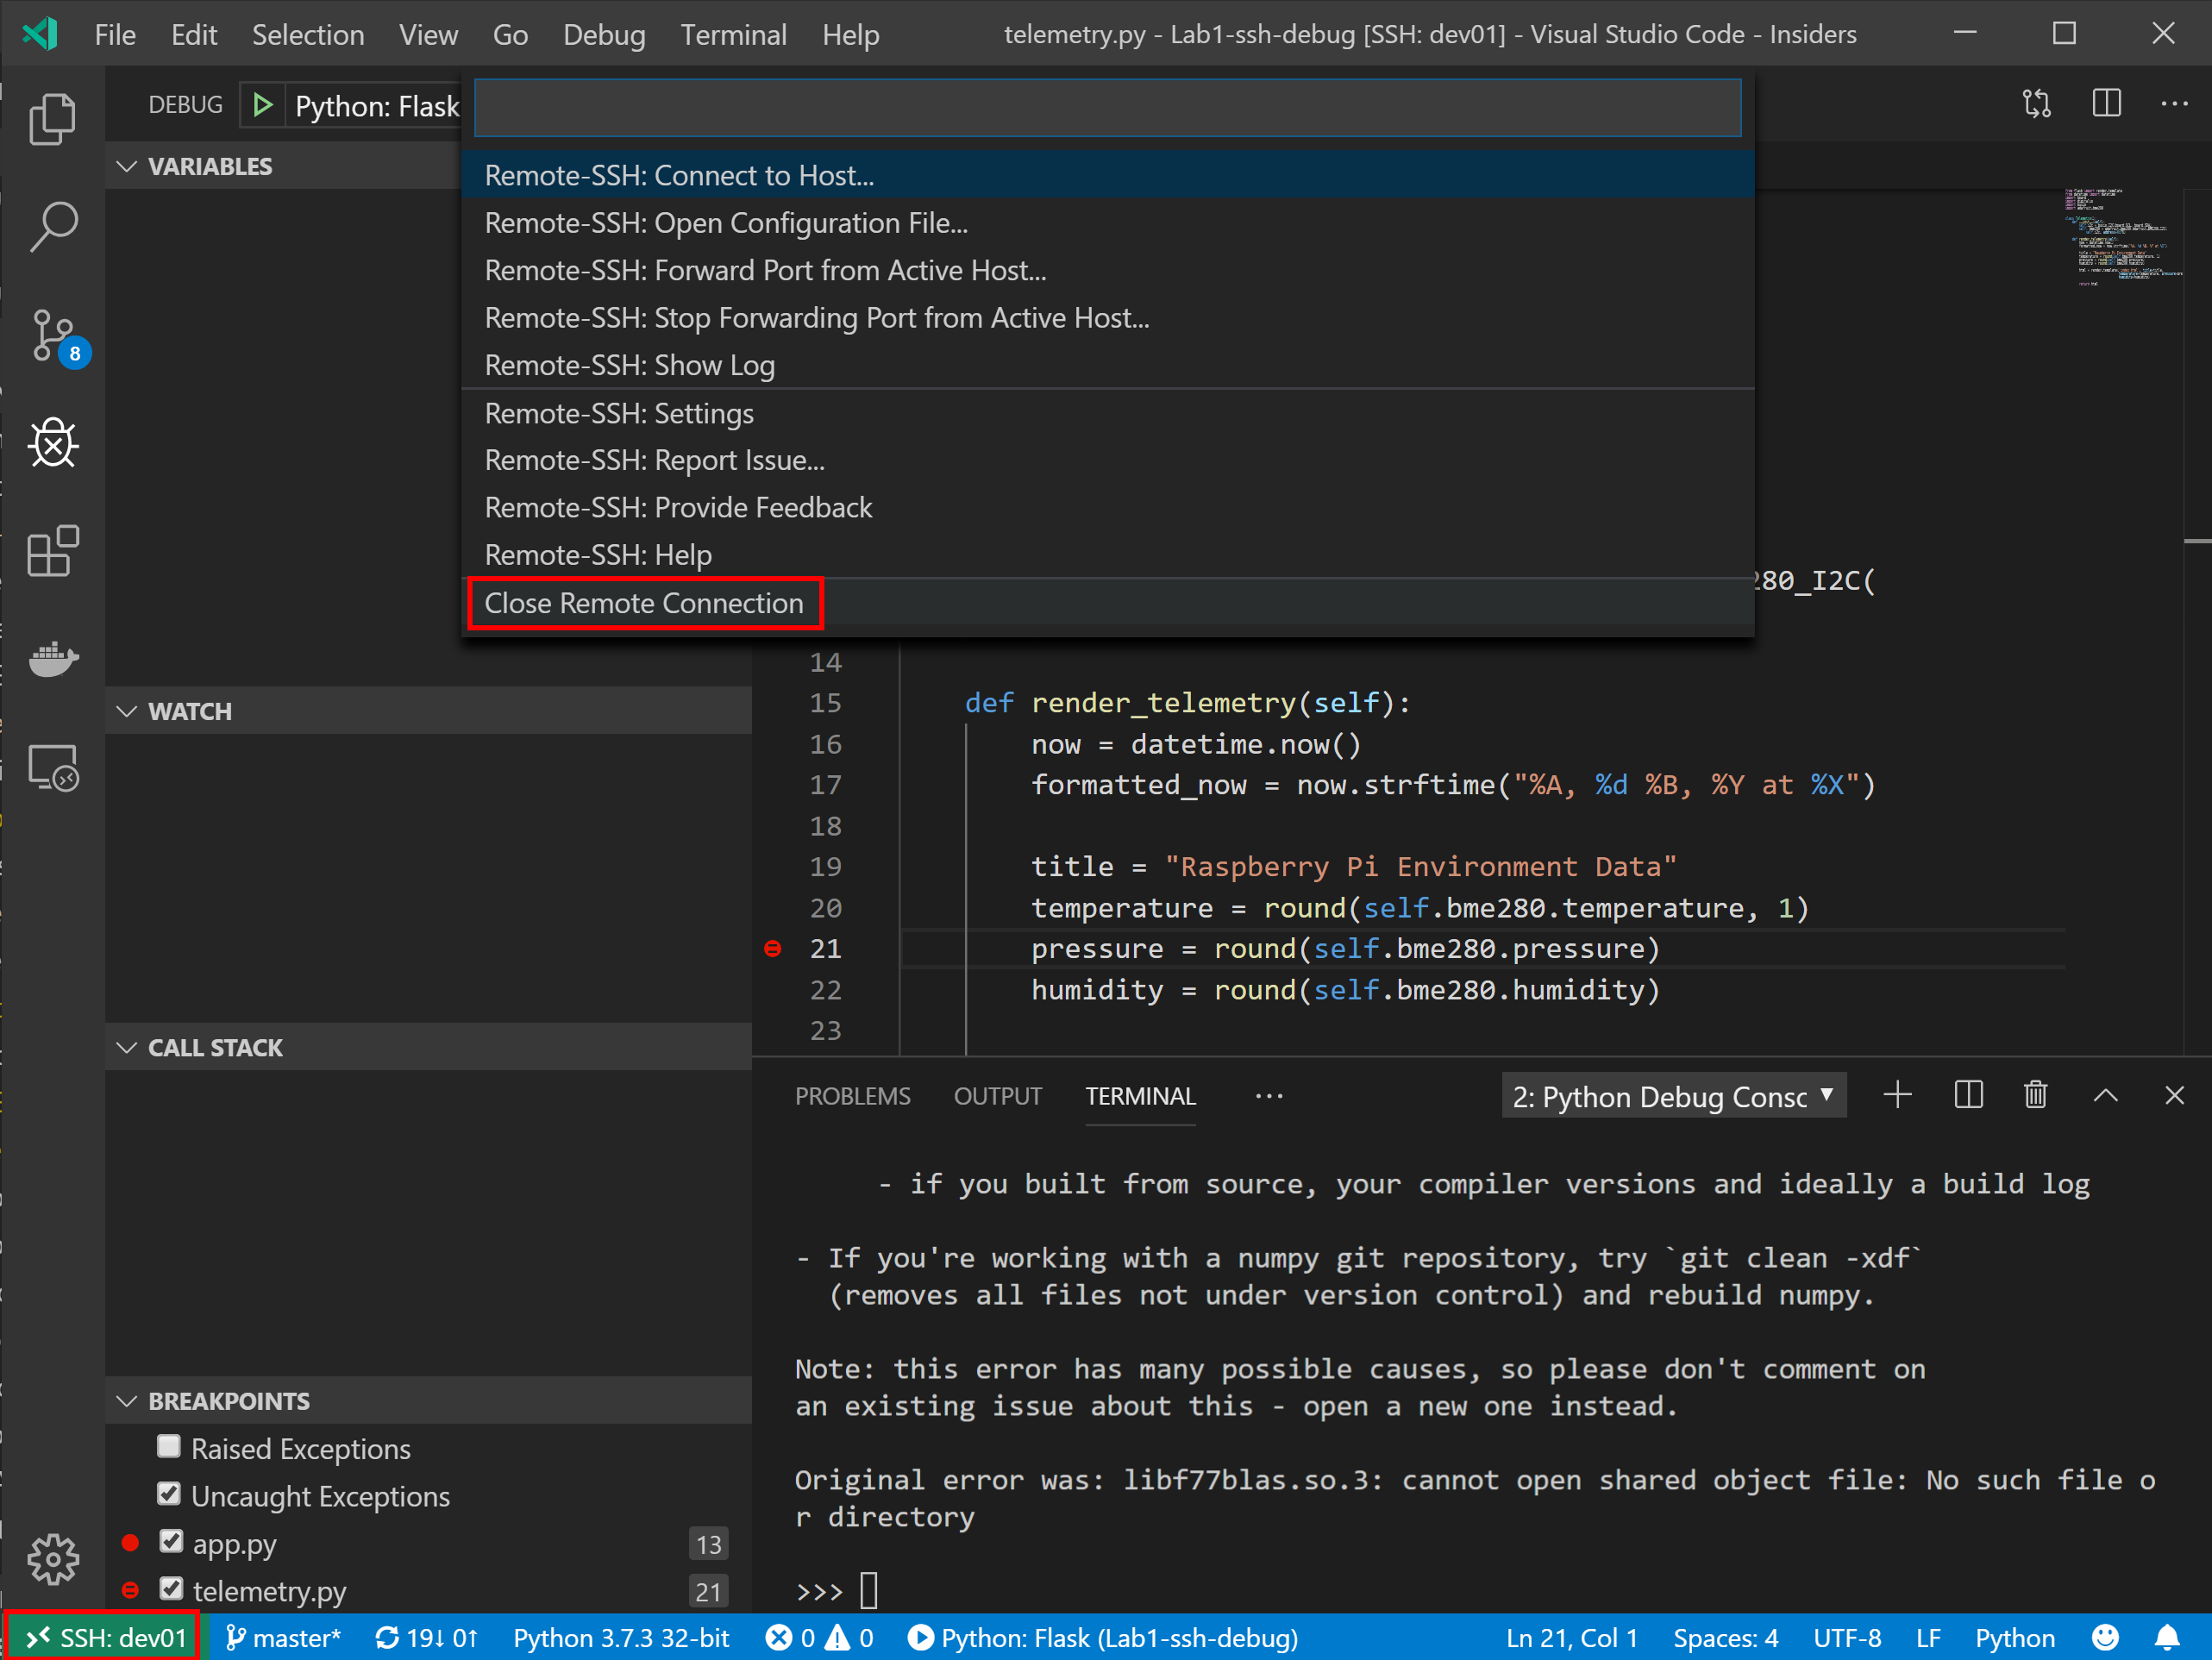 File Edit Selection View Go Debug Terminal Help telemetry.py - Lab1-ssh-debug [SSH: dev01] - Visual Studio Code - Insiders
DEBUG Python: Flask
VARIABLES
Remote-SSH: Connect to Host...
Remote-SSH: Open Configuration File...
Remote-SSH: Forward Port from Active Host...
Remote-SSH: Stop Forwarding Port from Active Host...
Remote-SSH: Show Log
Remote-SSH: Settings
Remote-SSH: Report Issue...
Remote-SSH: Provide Feedback
Remote-SSH: Help
Close Remote Connection
8
280_I2C(
14
15 def render_telemetry(self):
16 now = datetime.now()
17 formatted_now = now.strftime("%A, %d %B, %Y at %X")
18
19 title = "Raspberry Pi Environment Data"
20 temperature = round(self.bme280.temperature, 1)
21 pressure = round(self.bme280.pressure)
22 humidity = round(self.bme280.humidity)
23
WATCH
CALL STACK
BREAKPOINTS
Raised Exceptions
Uncaught Exceptions
app.py 13
telemetry.py 21
PROBLEMS OUTPUT TERMINAL ··· 2: Python Debug Consc
- if you built from source, your compiler versions and ideally a build log
- If you're working with a numpy git repository, try `git clean -xdf`
(removes all files not under version control) and rebuild numpy.
Note: this error has many possible causes, so please don't comment on
an existing issue about this - open a new one instead.
Original error was: libf77blas.so.3: cannot open shared object file: No such file o
r directory
>>>
SSH: dev01 master* 19↓ 0↑ Python 3.7.3 32-bit 0 0 Python: Flask (Lab1-ssh-debug) Ln 21, Col 1 Spaces: 4 UTF-8 LF Python